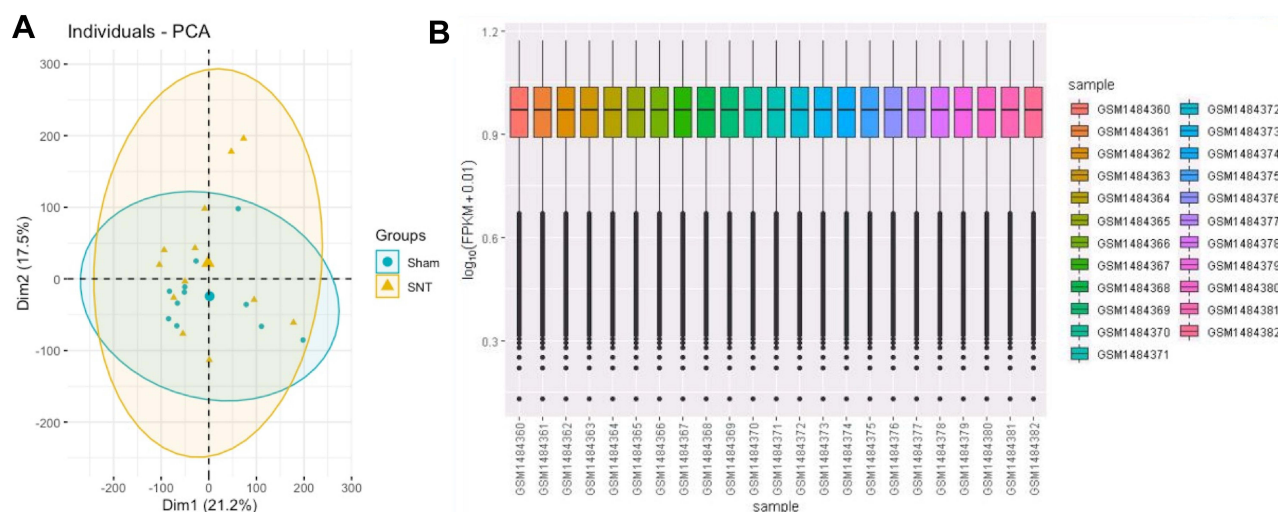 A
Individuals - PCA
300
200
100
0
-100
-200
Dim2 (17.5%)
-200
-100
0
100
200
300
Dim1 (21.2%)
Groups
Sham
SNT
B
1.2
0.9
0.6
0.3
log10(FPKM + 0.01)
GSM1484360
GSM1484361
GSM1484362
GSM1484363
GSM1484364
GSM1484365
GSM1484366
GSM1484367
GSM1484368
GSM1484369
GSM1484370
GSM1484371
GSM1484372
GSM1484373
GSM1484374
GSM1484375
GSM1484376
GSM1484377
GSM1484378
GSM1484379
GSM1484380
GSM1484381
GSM1484382
sample
sample
GSM1484360
GSM1484361
GSM1484362
GSM1484363
GSM1484364
GSM1484365
GSM1484366
GSM1484367
GSM1484368
GSM1484369
GSM1484370
GSM1484371
GSM1484372
GSM1484373
GSM1484374
GSM1484375
GSM1484376
GSM1484377
GSM1484378
GSM1484379
GSM1484380
GSM1484381
GSM1484382